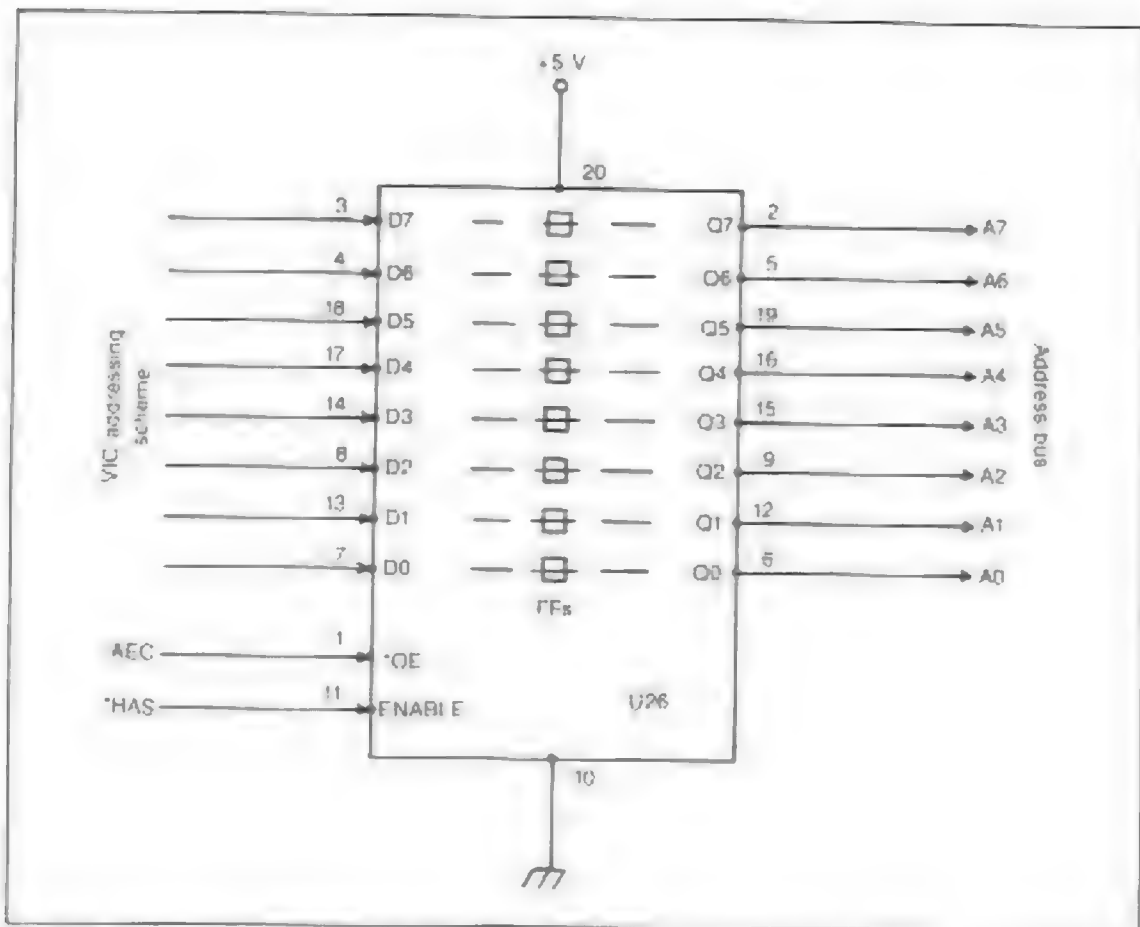 +5 V
20
3 D7 Q7 2 A7
4 D6 Q6 5 A6
18 D5 Q5 19 A5
17 D4 Q4 16 A4
14 D3 Q3 15 A3
8 D2 Q2 9 A2
13 D1 Q1 12 A1
7 D0 Q0 6 A0
VIC addressing
scheme
Address bus
FFs
AEC 1 *OE
*HAS 11 ENABLE
U26
10